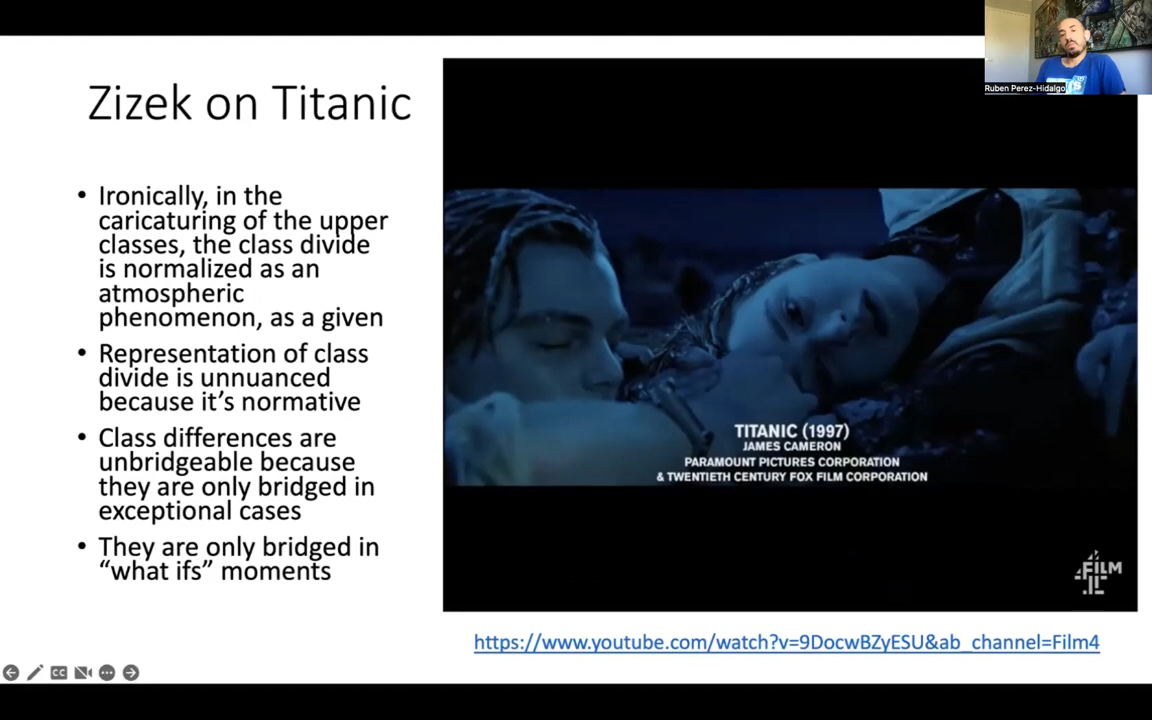 Zizek on Titanic
• Ironically, in the
caricaturing of the upper
classes, the class divide
is normalized as an
atmospheric
phenomenon, as a given
• Representation of class
divide is unnuanced
because it's normative
• Class differences are
unbridgeable because
they are only bridged in
exceptional cases
• They are only bridged in
“what ifs” moments
Ruben Perez-Hidalgo
TITANIC (1997)
JAMES CAMERON
PARAMOUNT PICTURES CORPORATION
& TWENTIETH CENTURY FOX FILM CORPORATION
FILM
https://www.youtube.com/watch?v=9DocwBZyESU&ab_channel=Film4
CC